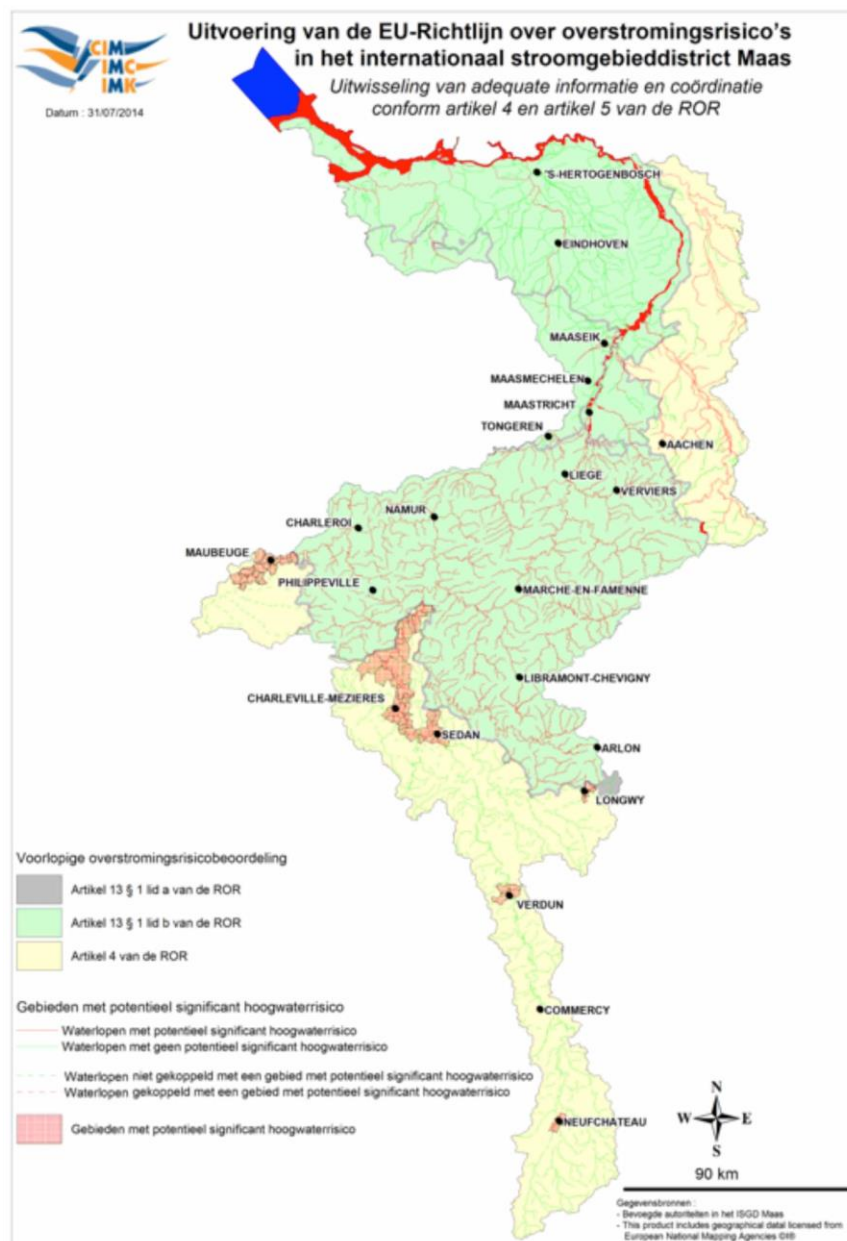 CIM
IMC
IMK
Datum : 31/07/2014
Uitvoering van de EU-Richtlijn over overstromingsrisico's
in het internationaal stroomgebieddistrict Maas
Uitwisseling van adequate informatie en coördinatie
conform artikel 4 en artikel 5 van de ROR
'S-HERTOGENBOSCH
EINDHOVEN
MAASEIK
MAASMECHELEN
MAASTRICHT
TONGEREN
AACHEN
LIEGE
VERVIERS
NAMUR
CHARLEROI
MAUBEUGE
PHILIPPEVILLE
MARCHE-EN-FAMENNE
LIBRAMONT-CHEVIGNY
CHARLEVILLE-MEZIERES
SEDAN
ARLON
LONGWY
VERDUN
COMMERCY
NEUFCHATEAU
Voorlopige overstromingsrisicobeoordeling
Artikel 13 § 1 lid a van de ROR
Artikel 13 § 1 lid b van de ROR
Artikel 4 van de ROR
Gebieden met potentieel significant hoogwaterrisico
Waterlopen met potentieel significant hoogwaterrisico
Waterlopen met geen potentieel significant hoogwaterrisico
Waterlopen niet gekoppeld met een gebied met potentieel significant hoogwaterrisico
Waterlopen gekoppeld met een gebied met potentieel significant hoogwaterrisico
Gebieden met potentieel significant hoogwaterrisico
N
W E
S
90 km
Gegevensbronnen :
- Bevoegde autoriteiten in het ISGD Maas
- This product includes geographical datal licensed from
European National Mapping Agencies ©I®